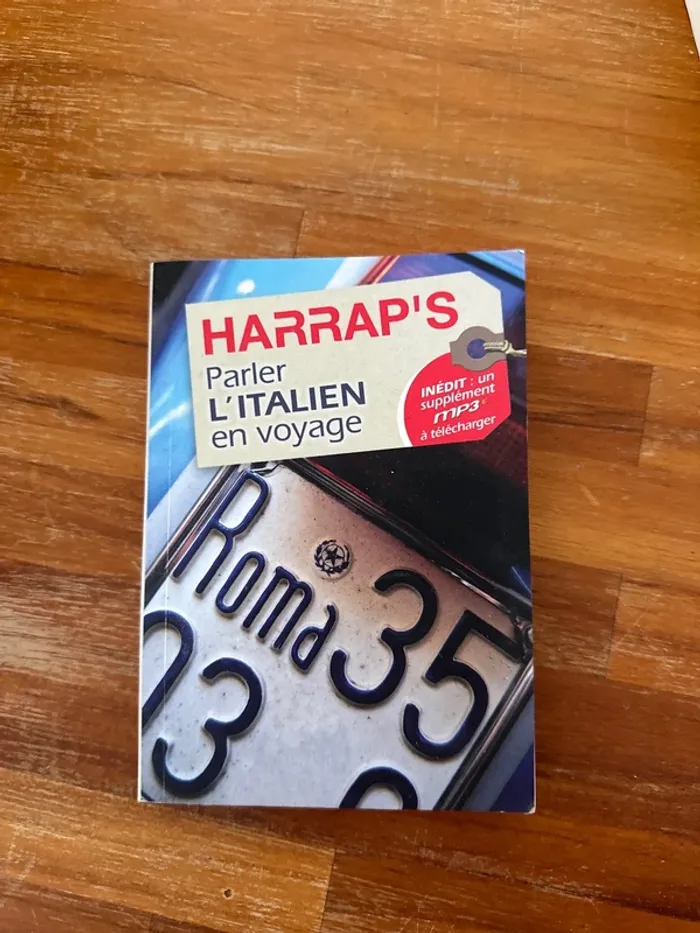 HARRAP'S
Parler
L'ITALIEN
en voyage
INÉDIT : un
supplément
MP3
à télécharger
Roma 35
03